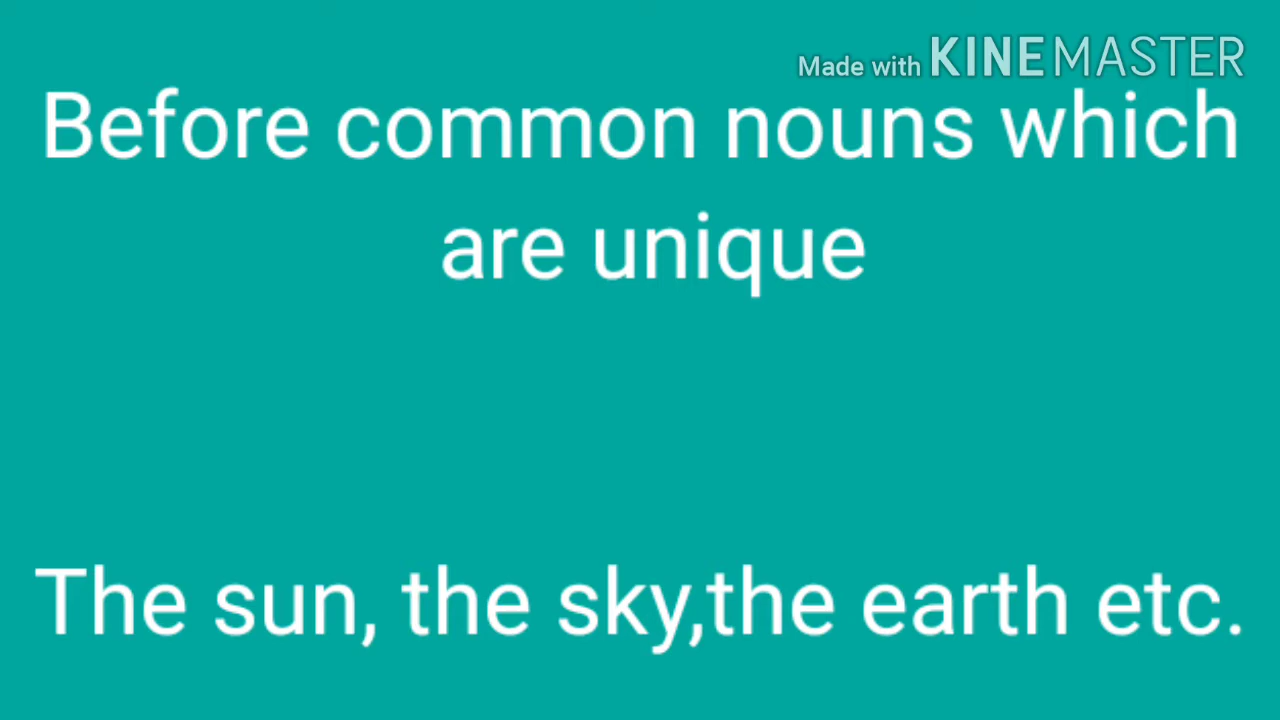 Made with KINEMASTER
Before common nouns which
are unique
The sun, the sky,the earth etc.